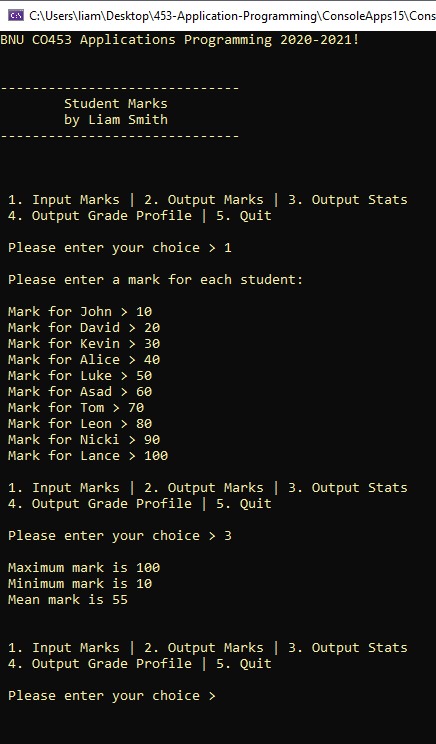 C:\Users\liam\Desktop\453-Application-Programming\ConsoleApps15\Cons
BNU CO453 Applications Programming 2020-2021!
------------------------------
Student Marks
by Liam Smith
------------------------------
1. Input Marks | 2. Output Marks | 3. Output Stats
4. Output Grade Profile | 5. Quit
Please enter your choice > 1
Please enter a mark for each student:
Mark for John > 10
Mark for David > 20
Mark for Kevin > 30
Mark for Alice > 40
Mark for Luke > 50
Mark for Asad > 60
Mark for Tom > 70
Mark for Leon > 80
Mark for Nicki > 90
Mark for Lance > 100
1. Input Marks | 2. Output Marks | 3. Output Stats
4. Output Grade Profile | 5. Quit
Please enter your choice > 3
Maximum mark is 100
Minimum mark is 10
Mean mark is 55
1. Input Marks | 2. Output Marks | 3. Output Stats
4. Output Grade Profile | 5. Quit
Please enter your choice >